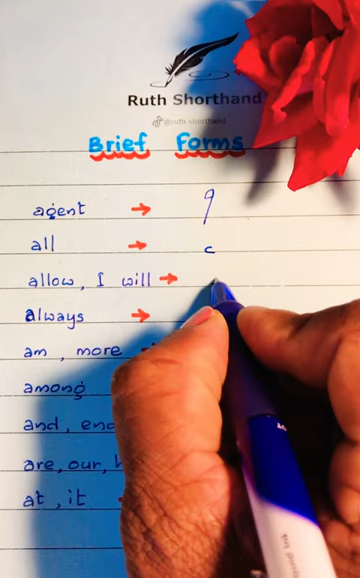 Ruth Shorthand
@ruth shorthand
Brief Forms
agent →
all →
allow, I will →
always →
am, more
among
and, end
are, our,
at, it